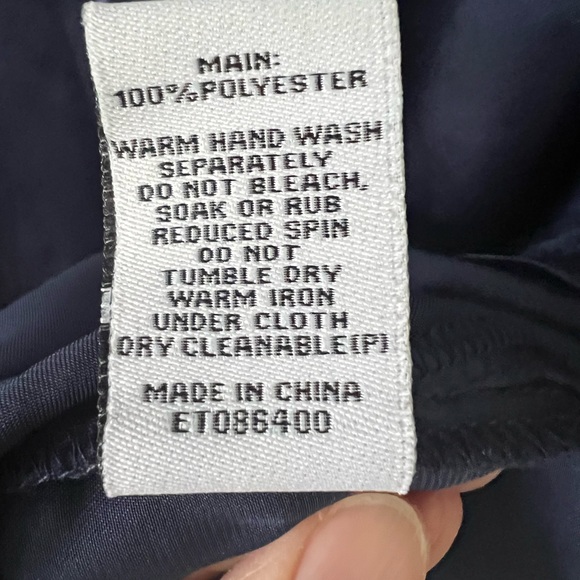 MAIN:
100%POLYESTER
WARM HAND WASH
SEPARATELY
DO NOT BLEACH,
SOAK OR RUB
REDUCED SPIN
DO NOT
TUMBLE DRY
WARM IRON
UNDER CLOTH
DRY CLEANABLE(P)
MADE IN CHINA
ET086400